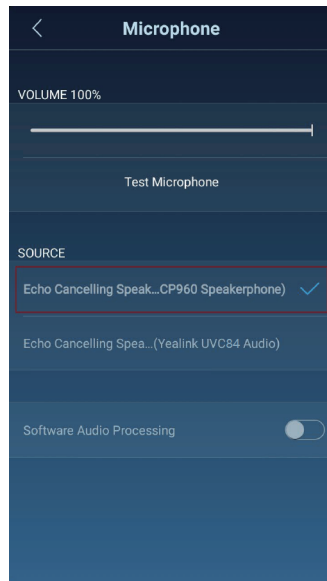 Microphone
VOLUME 100%
Test Microphone
SOURCE
Echo Cancelling Speak...CP960 Speakerphone)
Echo Cancelling Spea...(Yealink UVC84 Audio)
Software Audio Processing